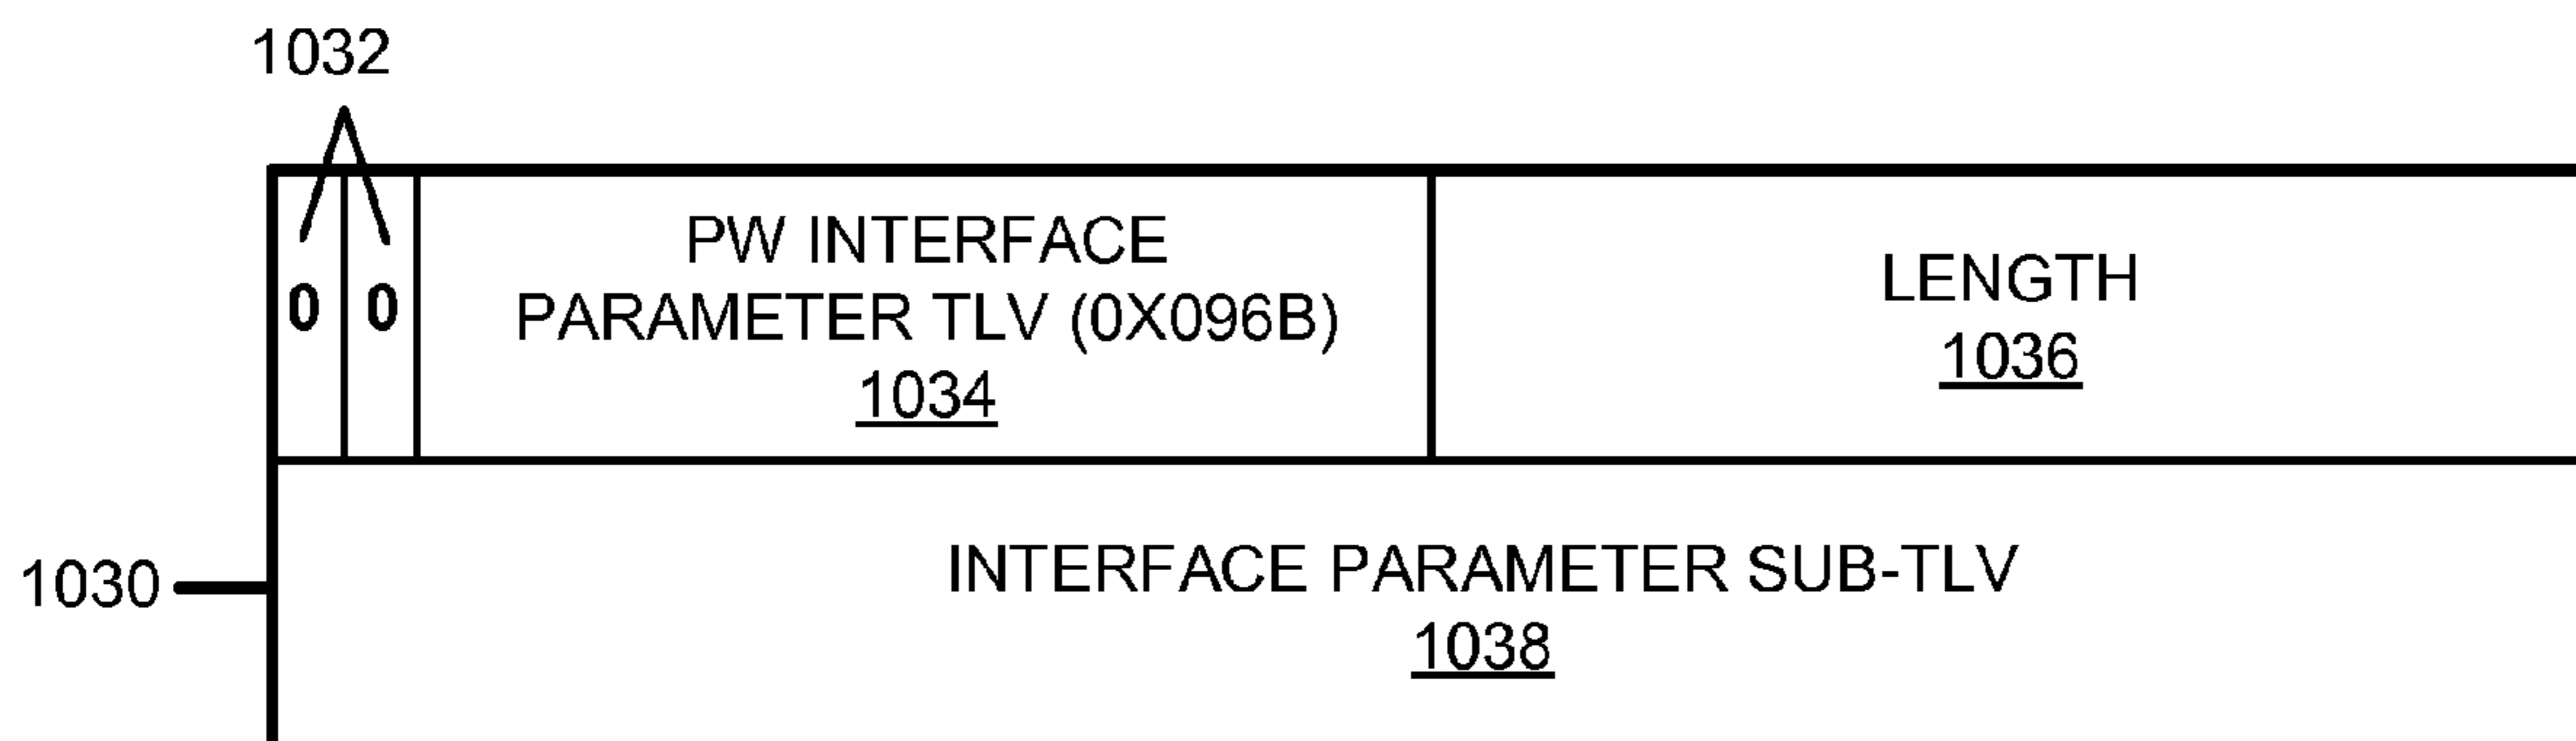 1032
0 0
PW INTERFACE
PARAMETER TLV (0X096B)
1034
LENGTH
1036
1030
INTERFACE PARAMETER SUB-TLV
1038